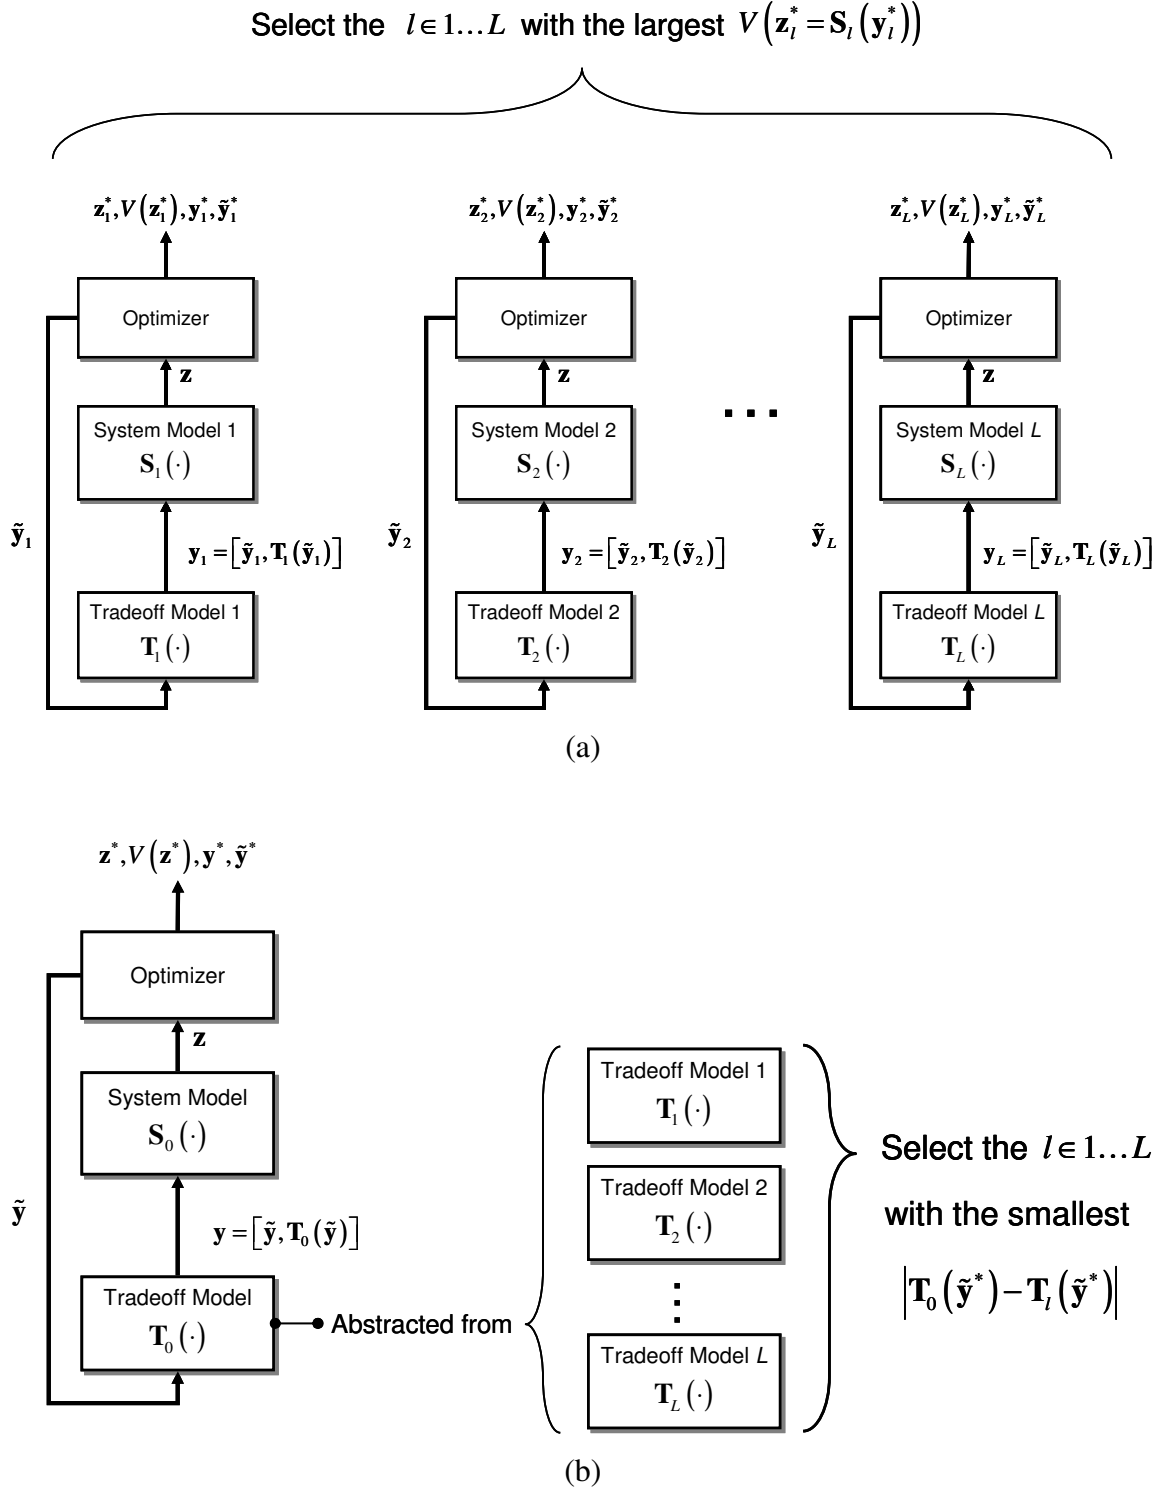 Select the l ∈ 1…L with the largest V(z*_l = S_l(y*_l))
z*_1, V(z*_1), y*_1, ỹ*_1
z*_2, V(z*_2), y*_2, ỹ*_2
z*_L, V(z*_L), y*_L, ỹ*_L
Optimizer
Optimizer
Optimizer
z
z
z
System Model 1
S_1(·)
System Model 2
S_2(·)
...
System Model L
S_L(·)
ỹ_1
y_1 = [ỹ_1, T_1(ỹ_1)]
ỹ_2
y_2 = [ỹ_2, T_2(ỹ_2)]
ỹ_L
y_L = [ỹ_L, T_L(ỹ_L)]
Tradeoff Model 1
T_1(·)
Tradeoff Model 2
T_2(·)
Tradeoff Model L
T_L(·)
(a)
z*, V(z*), y*, ỹ*
Optimizer
z
System Model
S_0(·)
ỹ
y = [ỹ, T_0(ỹ)]
Tradeoff Model
T_0(·)
Abstracted from
Tradeoff Model 1
T_1(·)
Tradeoff Model 2
T_2(·)
⋮
Tradeoff Model L
T_L(·)
Select the l ∈ 1…L
with the smallest
|T_0(ỹ*) − T_l(ỹ*)|
(b)